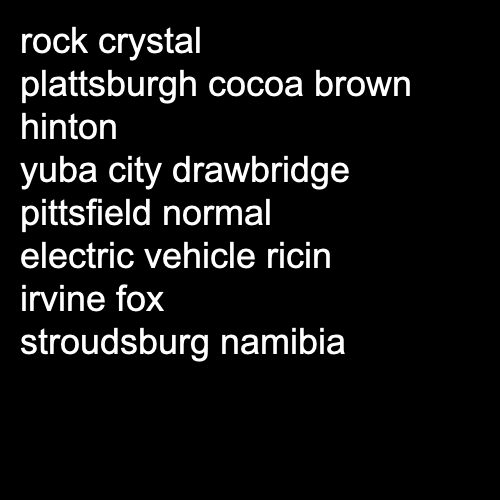 rock crystal
plattsburgh cocoa brown
hinton
yuba city drawbridge
pittsfield normal
electric vehicle ricin
irvine fox
stroudsburg namibia